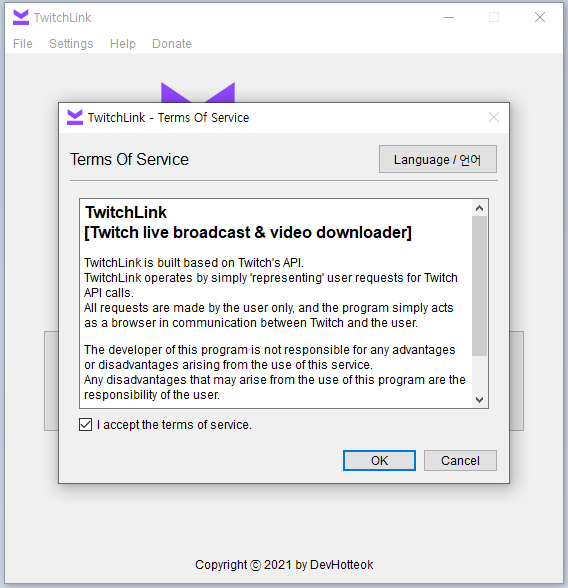 TwitchLink
File Settings Help Donate
TwitchLink - Terms Of Service
Terms Of Service
Language / 언어
TwitchLink
[Twitch live broadcast & video downloader]
TwitchLink is built based on Twitch's API.
TwitchLink operates by simply 'representing' user requests for Twitch
API calls.
All requests are made by the user only, and the program simply acts
as a browser in communication between Twitch and the user.
The developer of this program is not responsible for any advantages
or disadvantages arising from the use of this service.
Any disadvantages that may arise from the use of this program are the
responsibility of the user.
I accept the terms of service.
OK
Cancel
Copyright ⓒ 2021 by DevHotteok